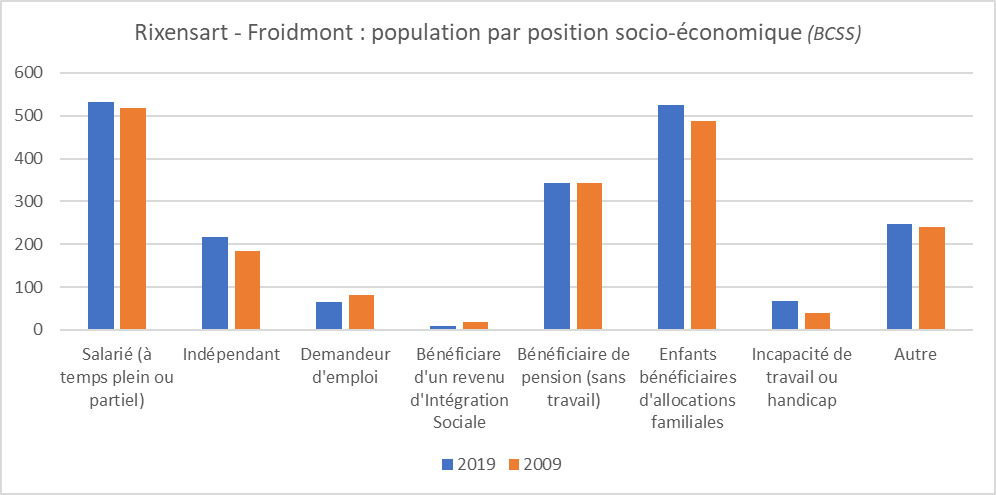 Rixensart - Froidmont : population par position socio-économique (BCSS)
600
500
400
300
200
100
0
Salarié (à
temps plein ou
partiel)
Indépendant
Demandeur
d'emploi
Bénéficiare
d'un revenu
d'Intégration
Sociale
Bénéficiaire de
pension (sans
travail)
Enfants
bénéficiaires
d'allocations
familiales
Incapacité de
travail ou
handicap
Autre
2019 2009